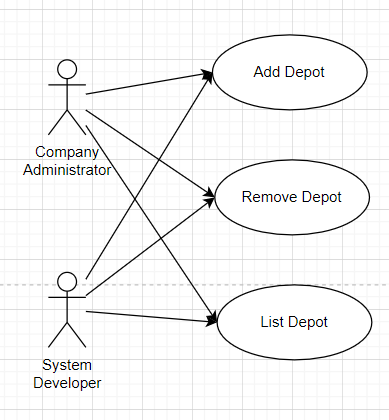 Add Depot
Company
Administrator
Remove Depot
List Depot
System
Developer